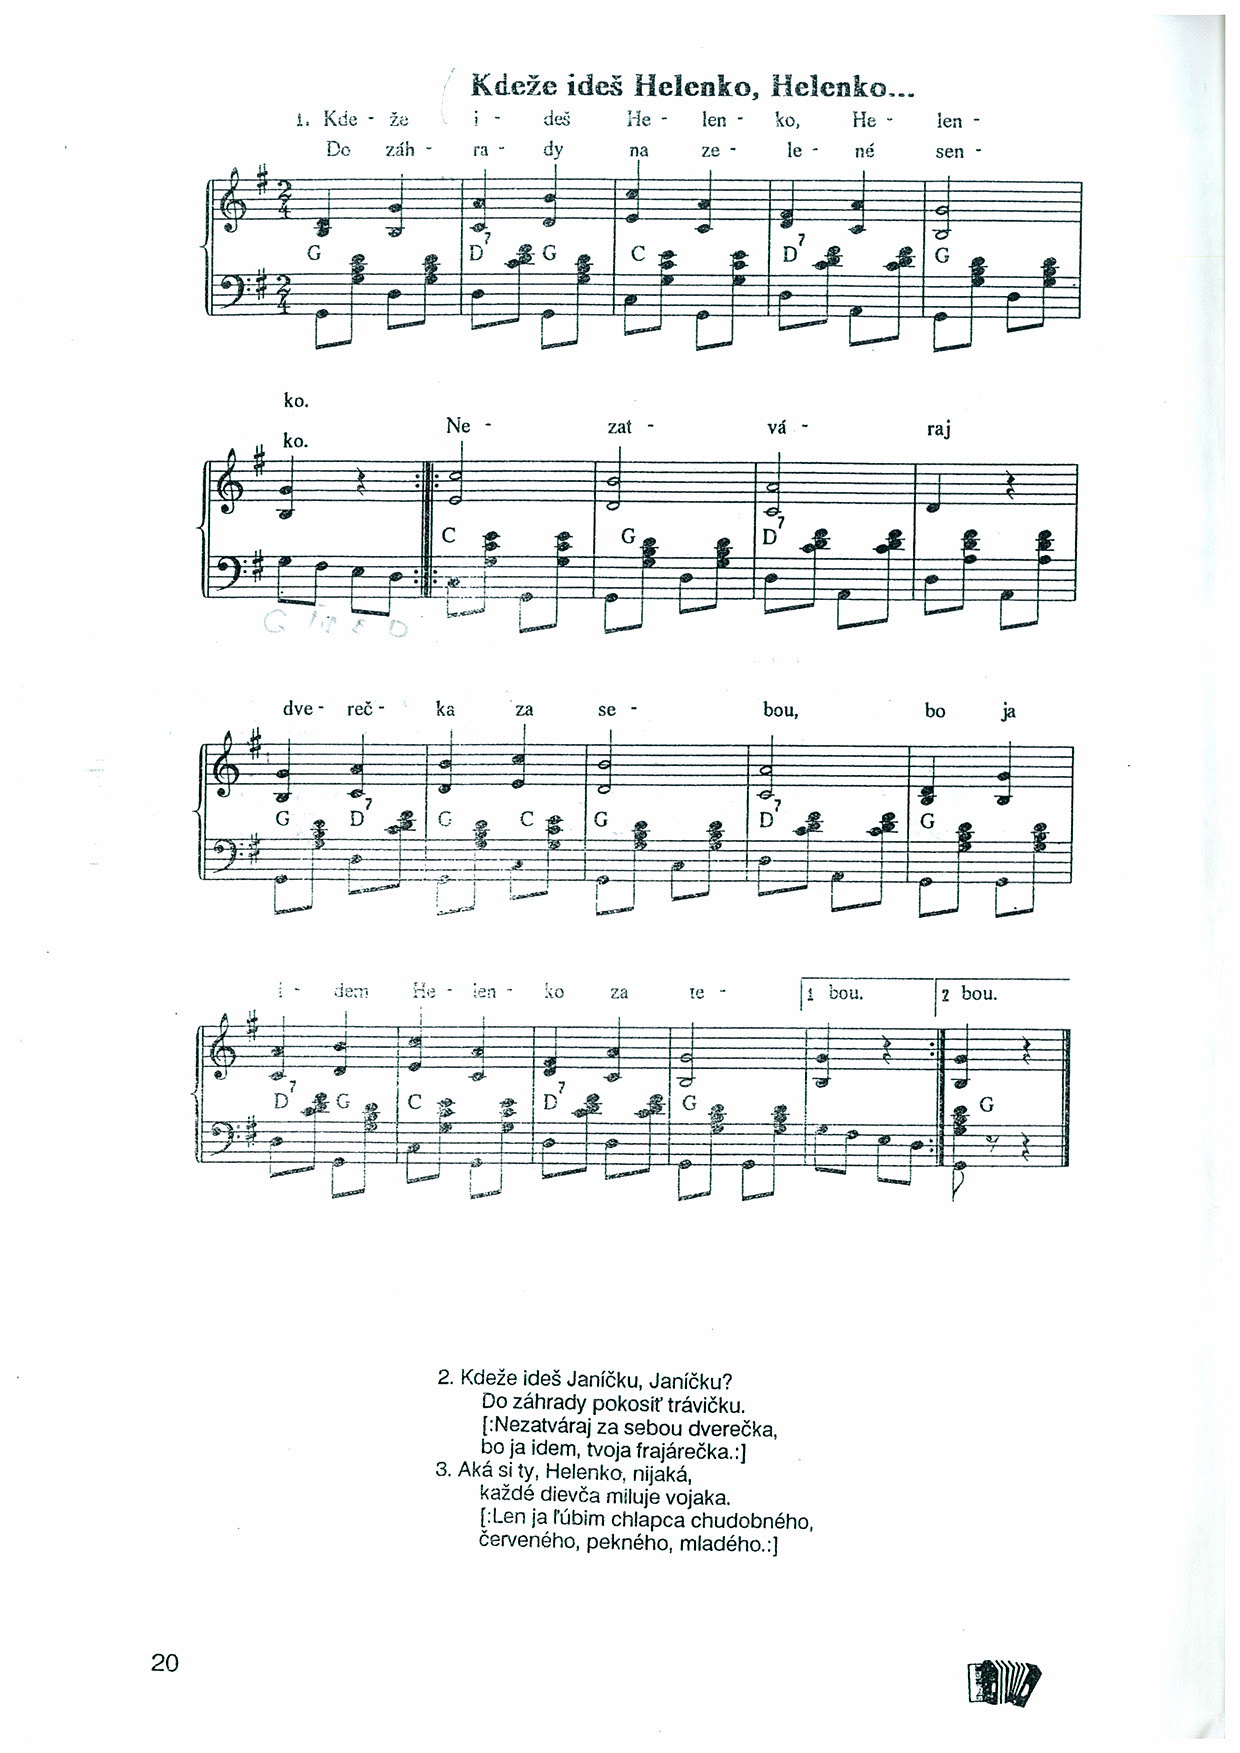 Kdeže ideš Helenko, Helenko...
1. Kde - že i - deš He - len - ko, He - len -
Do záh - ra - dy na ze - le - né sen -
G D7 G C D7 G
ko.
ko. Ne - zat - vá - raj
C G D7
G fis E D
dve - reč - ka za se - bou, bo ja
G D7 G C G D7 G
i - dem He - len - ko za te - 1 bou. 2 bou.
D7 G C D7 G G
2. Kdeže ideš Janíčku, Janíčku?
Do záhrady pokosiť trávičku.
[:Nezatváraj za sebou dverečka,
bo ja idem, tvoja frajárečka.:]
3. Aká si ty, Helenko, nijaká,
každé dievča miluje vojaka.
[:Len ja ľúbim chlapca chudobného,
červeného, pekného, mladého.:]
20